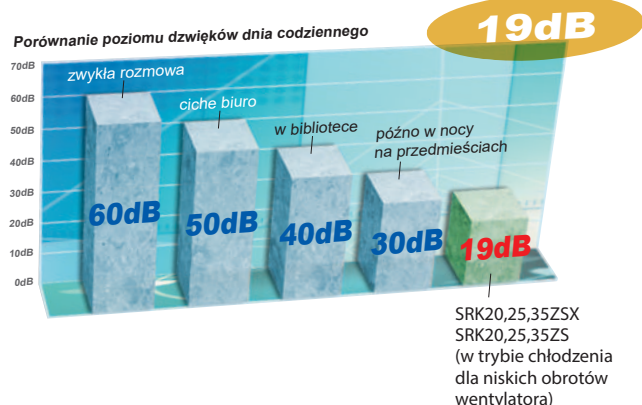 19dB
Porównanie poziomu dzwięków dnia codziennego
70dB
60dB
50dB
40dB
30dB
20dB
10dB
0dB
zwykła rozmowa
ciche biuro
w bibliotece
późno w nocy
na przedmieściach
60dB
50dB
40dB
30dB
19dB
SRK20,25,35ZSX
SRK20,25,35ZS
(w trybie chłodzenia
dla niskich obrotów
wentylatora)